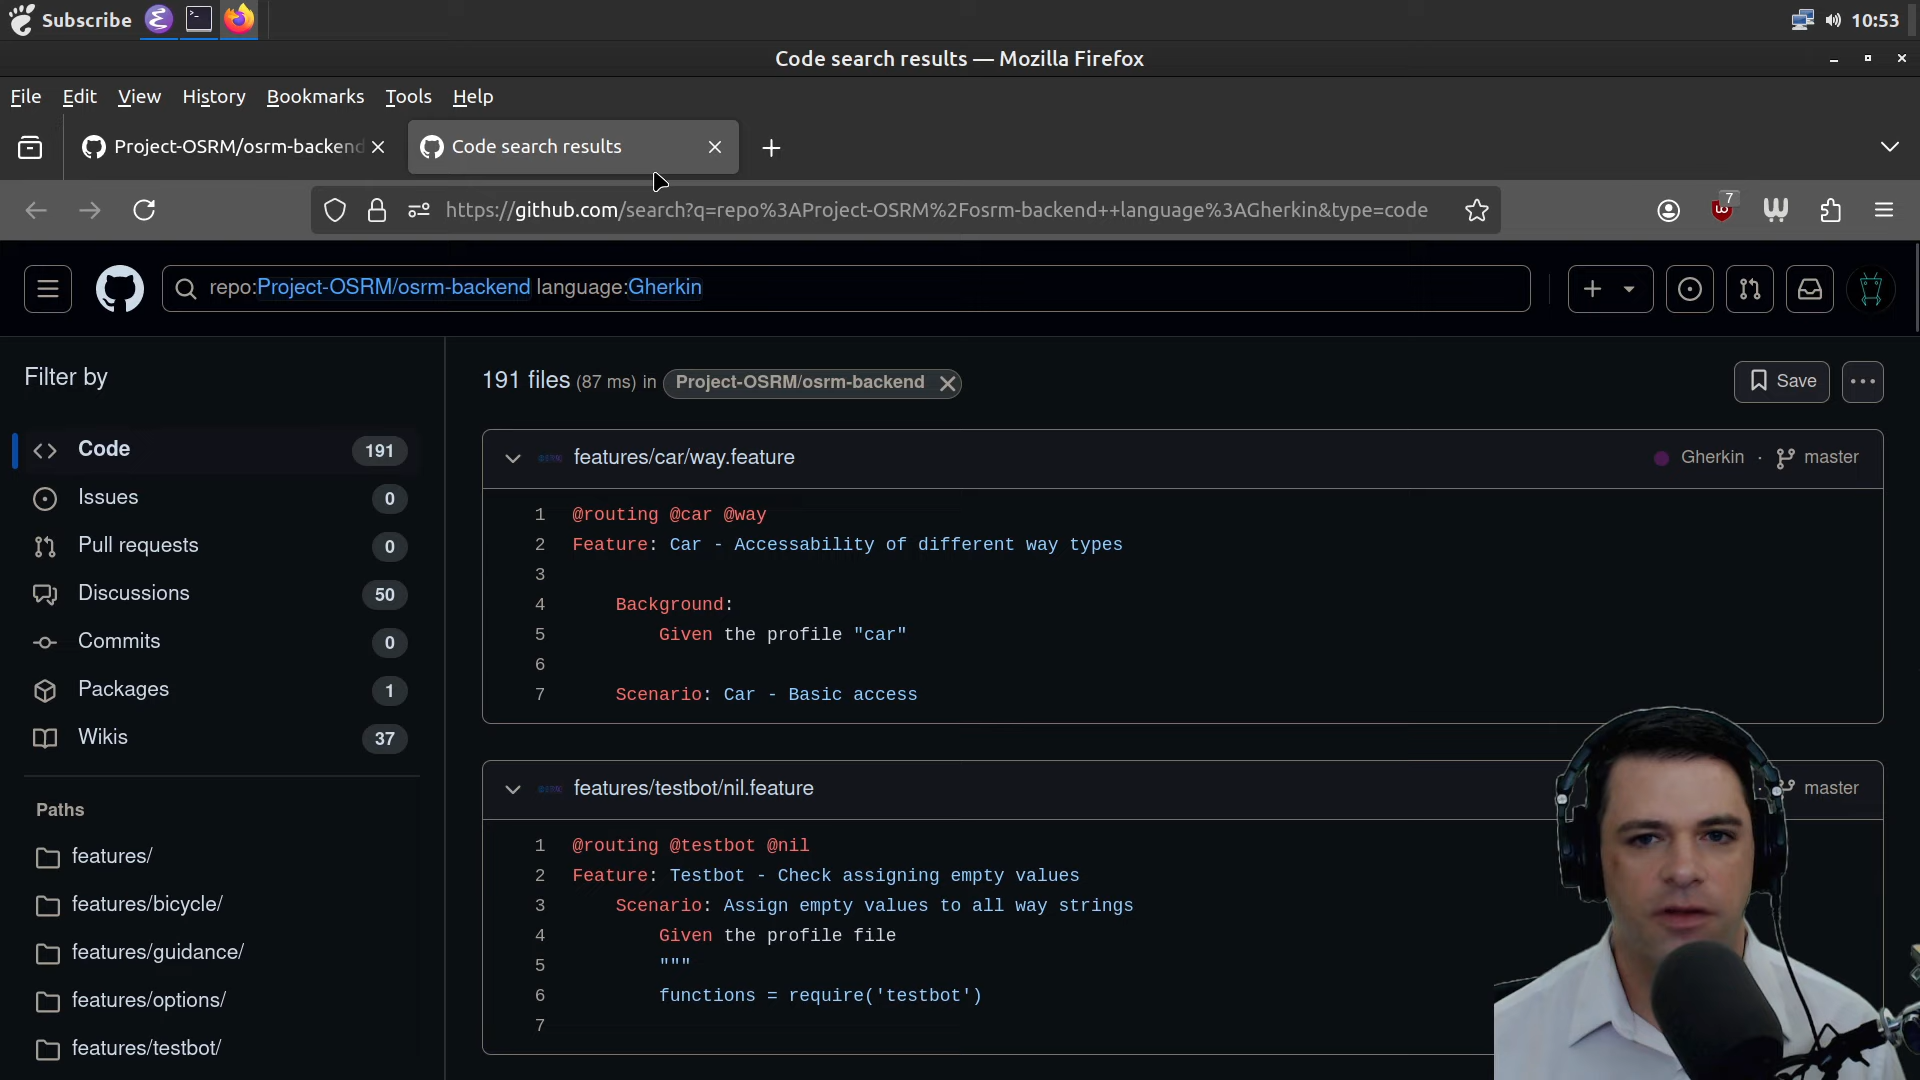 Subscribe
10:53
Code search results — Mozilla Firefox
File Edit View History Bookmarks Tools Help
Project-OSRM/osrm-backend
Code search results
https://github.com/search?q=repo%3AProject-OSRM%2Fosrm-backend++language%3AGherkin&type=code
7
repo:Project-OSRM/osrm-backend language:Gherkin
Filter by
Code 191
Issues 0
Pull requests 0
Discussions 50
Commits 0
Packages 1
Wikis 37
Paths
features/
features/bicycle/
features/guidance/
features/options/
features/testbot/
191 files (87 ms) in Project-OSRM/osrm-backend
Save
features/car/way.feature
Gherkin · master
1 @routing @car @way
2 Feature: Car - Accessability of different way types
3
4 Background:
5 Given the profile "car"
6
7 Scenario: Car - Basic access
features/testbot/nil.feature
master
1 @routing @testbot @nil
2 Feature: Testbot - Check assigning empty values
3 Scenario: Assign empty values to all way strings
4 Given the profile file
5 """
6 functions = require('testbot')
7